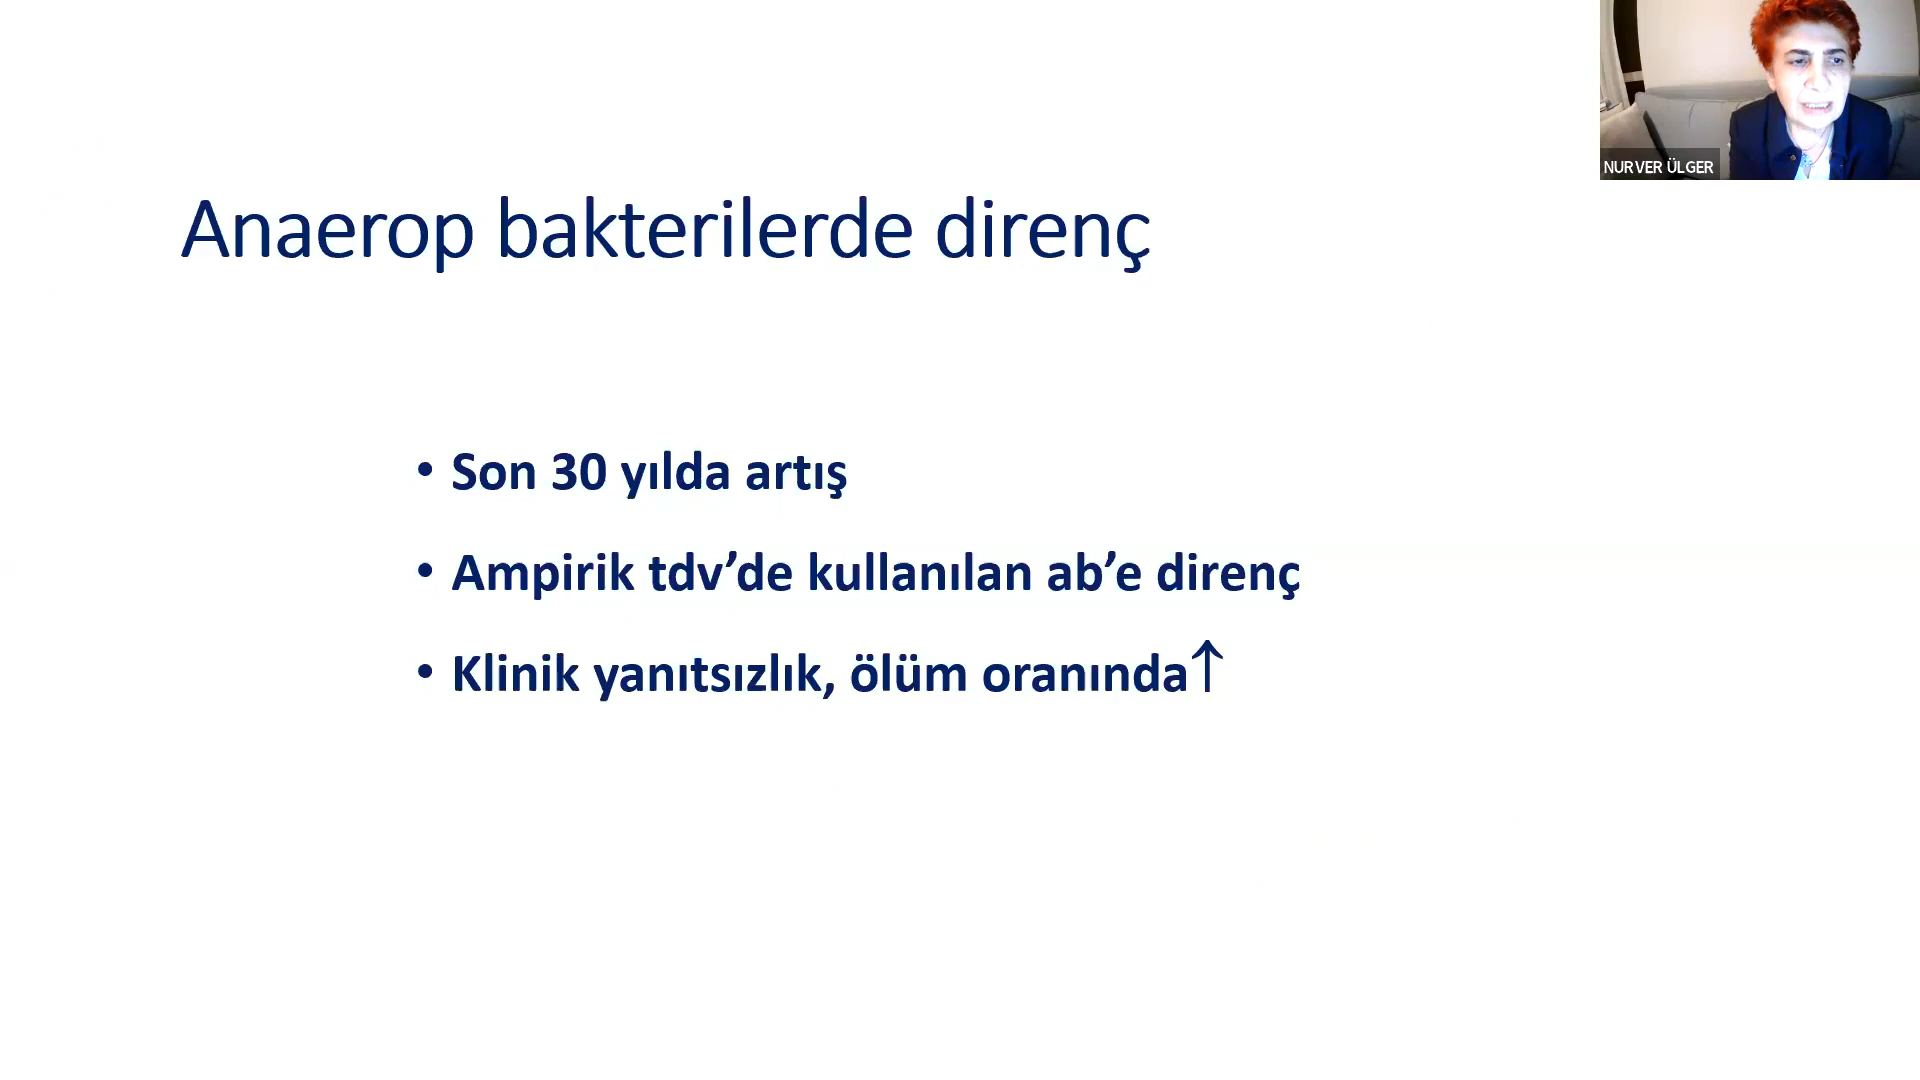 NURVER ÜLGER
Anaerop bakterilerde direnç
• Son 30 yılda artış
• Ampirik tdv’de kullanılan ab’e direnç
• Klinik yanıtsızlık, ölüm oranında↑